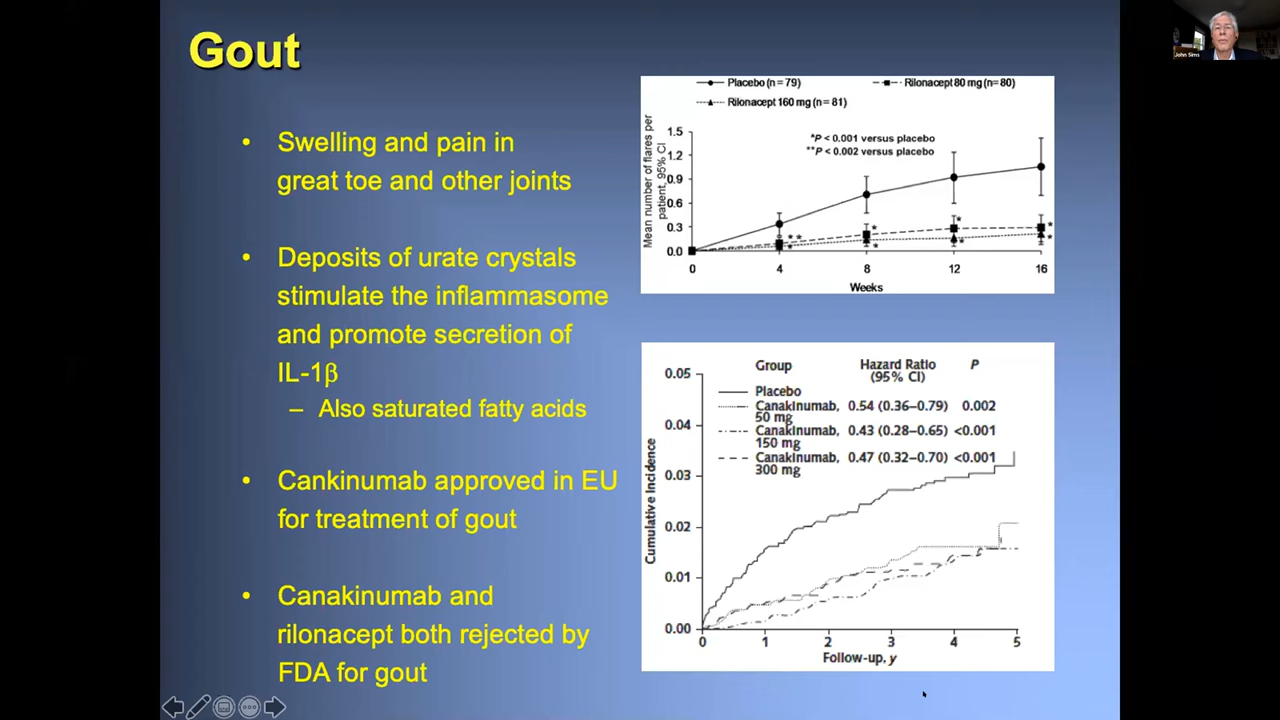 Gout
John Sims
• Swelling and pain in
great toe and other joints
• Deposits of urate crystals
stimulate the inflammasome
and promote secretion of
IL-1β
– Also saturated fatty acids
• Cankinumab approved in EU
for treatment of gout
• Canakinumab and
rilonacept both rejected by
FDA for gout
Placebo (n = 79)
Rilonacept 80 mg (n= 80)
Rilonacept 160 mg (n = 81)
*P < 0.001 versus placebo
**P < 0.002 versus placebo
Mean number of flares per
patient, 95% CI
1.5
1.2
0.9
0.6
0.3
0.0
0 4 8 12 16
Weeks
Group Hazard Ratio P
(95% CI)
Placebo
Canakinumab, 0.54 (0.36–0.79) 0.002
50 mg
Canakinumab, 0.43 (0.28–0.65) <0.001
150 mg
Canakinumab, 0.47 (0.32–0.70) <0.001
300 mg
Cumulative Incidence
0.05
0.04
0.03
0.02
0.01
0.00
0 1 2 3 4 5
Follow-up, y